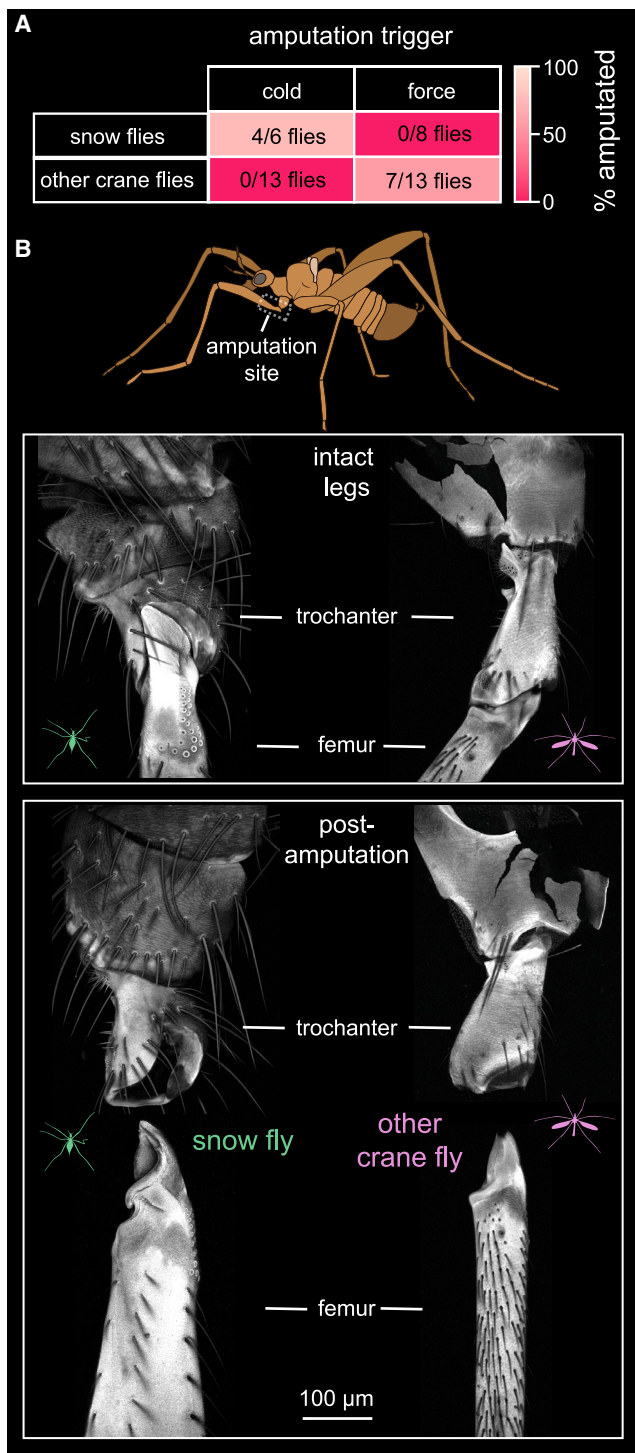 A
amputation trigger
cold force
snow flies 4/6 flies 0/8 flies
other crane flies 0/13 flies 7/13 flies
100
50
0
% amputated
B
amputation
site
intact
legs
trochanter
femur
post-
amputation
trochanter
snow fly
other
crane fly
femur
100 µm